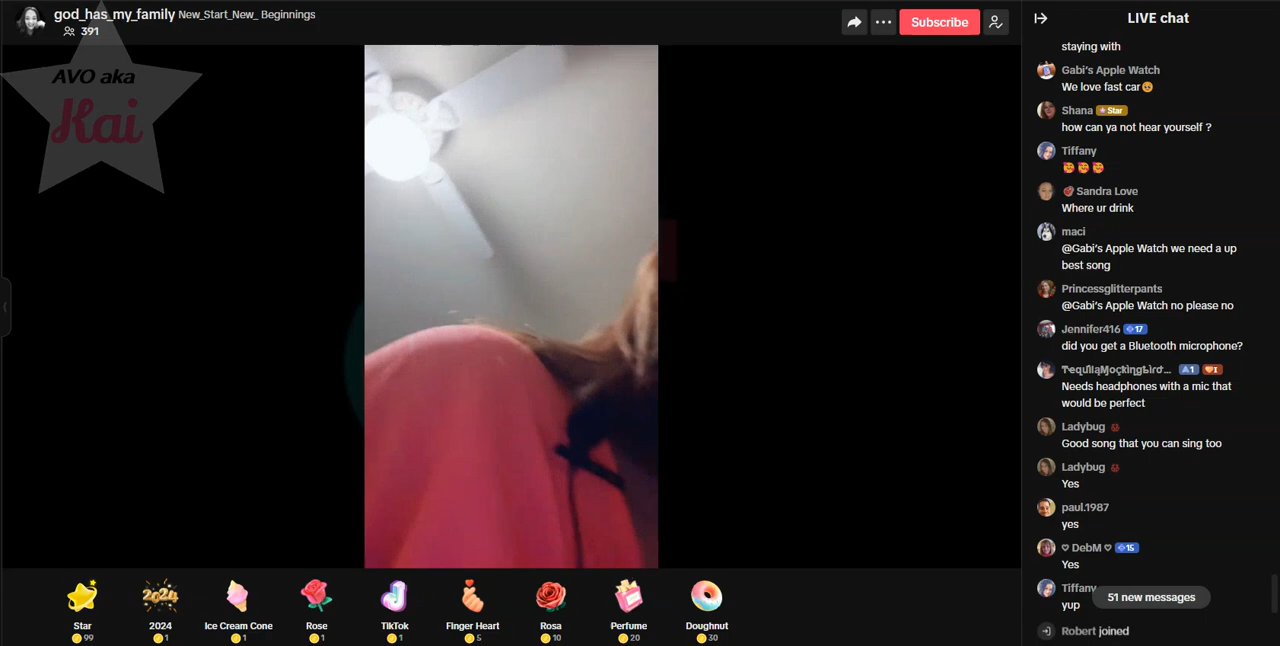 god_has_my_family New_Start_New_ Beginnings
391
Subscribe
AVO aka
Kai
LIVE chat
staying with
Gabi's Apple Watch
We love fast car
Shana Star
how can ya not hear yourself ?
Tiffany
Sandra Love
Where ur drink
maci
@Gabi's Apple Watch we need a up
best song
Princessglitterpants
@Gabi's Apple Watch no please no
Jennifer416 17
did you get a Bluetooth microphone?
1 I
Needs headphones with a mic that
would be perfect
Ladybug
Good song that you can sing too
Ladybug
Yes
paul.1987
yes
♡ DebM ♡ 15
Yes
Tiffany
yup
51 new messages
Robert joined
Star
99
2024
2024
1
Ice Cream Cone
1
Rose
1
TikTok
1
Finger Heart
5
Rosa
10
Perfume
20
Doughnut
30